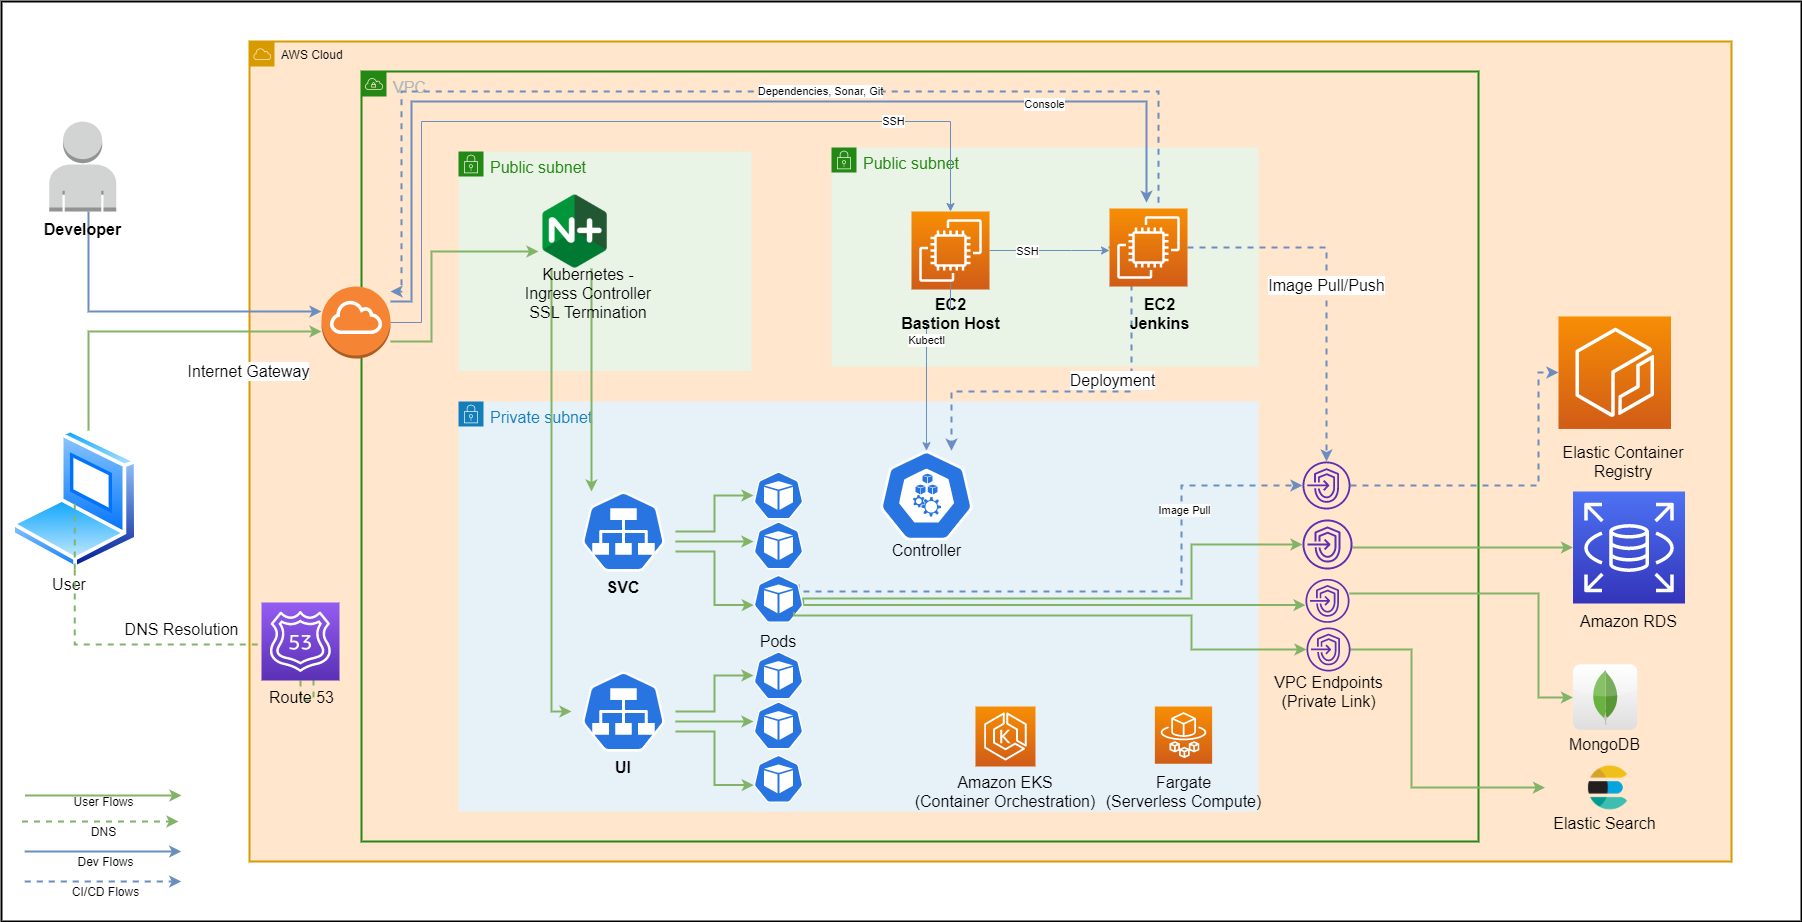 AWS Cloud
VPC
Dependencies, Sonar, Git
Console
SSH
Public subnet
Public subnet
N+
Developer
Kubernetes -
Ingress Controller
SSL Termination
SSH
EC2
Bastion Host
EC2
Jenkins
Image Pull/Push
Kubectl
Internet Gateway
Deployment
Private subnet
Elastic Container
Registry
Image Pull
Controller
User
SVC
DNS Resolution
53
Route 53
Pods
Amazon RDS
VPC Endpoints
(Private Link)
K
MongoDB
UI
Amazon EKS
(Container Orchestration)
Fargate
(Serverless Compute)
Elastic Search
User Flows
DNS
Dev Flows
CI/CD Flows